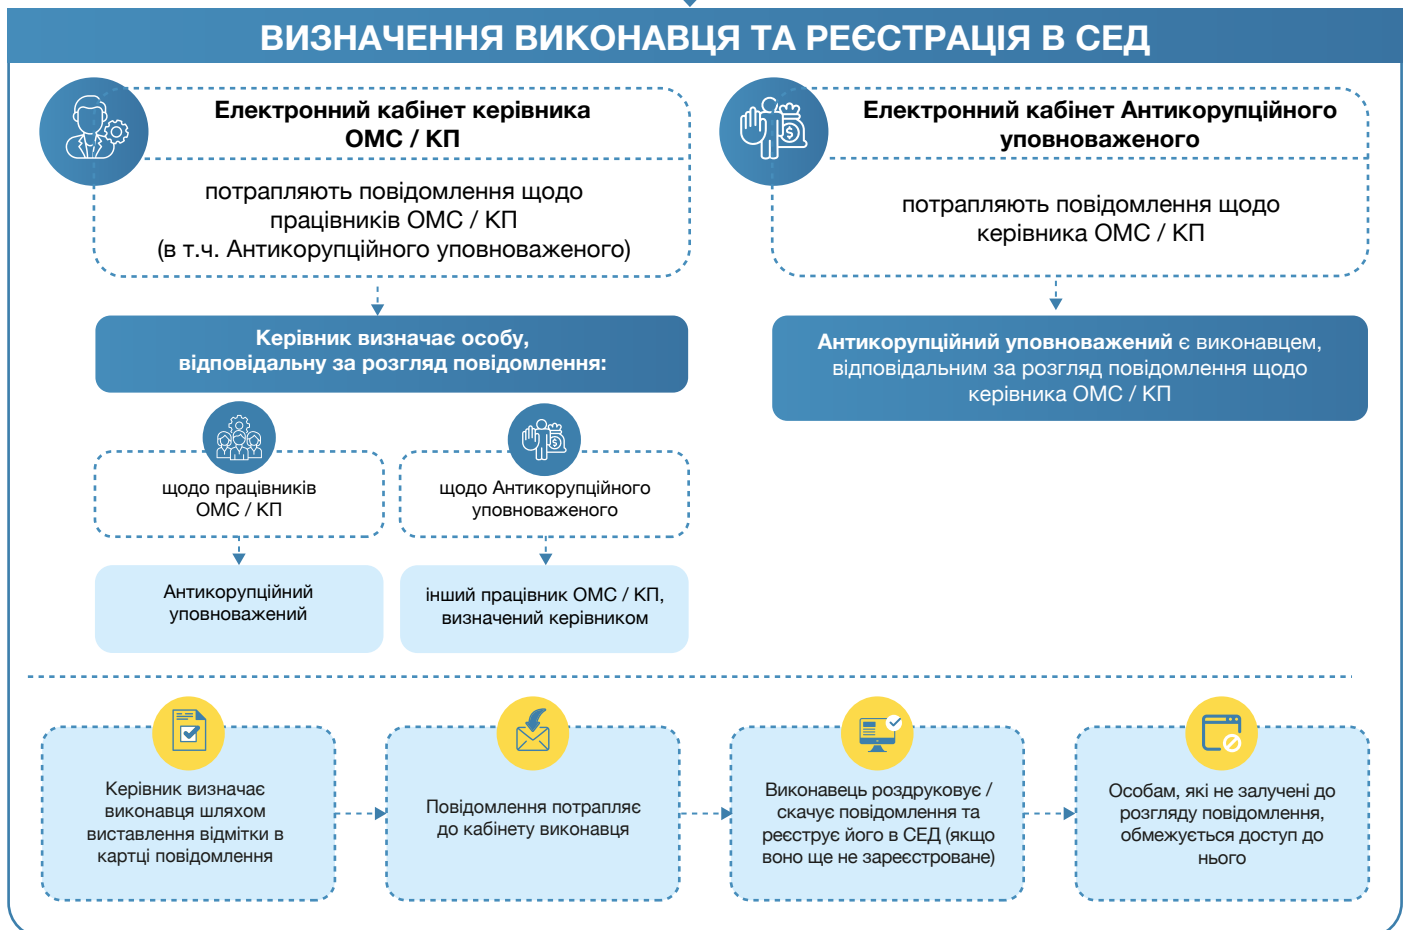 ВИЗНАЧЕННЯ ВИКОНАВЦЯ ТА РЕЄСТРАЦІЯ В СЕД
Електронний кабінет керівника
ОМС / КП
потрапляють повідомлення щодо
працівників ОМС / КП
(в т.ч. Антикорупційного уповноваженого)
Керівник визначає особу,
відповідальну за розгляд повідомлення:
щодо працівників
ОМС / КП
Антикорупційний
уповноважений
щодо Антикорупційного
уповноваженого
інший працівник ОМС / КП,
визначений керівником
Електронний кабінет Антикорупційного
уповноваженого
потрапляють повідомлення щодо
керівника ОМС / КП
Антикорупційний уповноважений є виконавцем,
відповідальним за розгляд повідомлення щодо
керівника ОМС / КП
Керівник визначає
виконавця шляхом
виставлення відмітки в
картці повідомлення
Повідомлення потрапляє
до кабінету виконавця
Виконавець роздруковує /
скачує повідомлення та
реєструє його в СЕД (якщо
воно ще не зареєстроване)
Особам, які не залучені до
розгляду повідомлення,
обмежується доступ до
нього